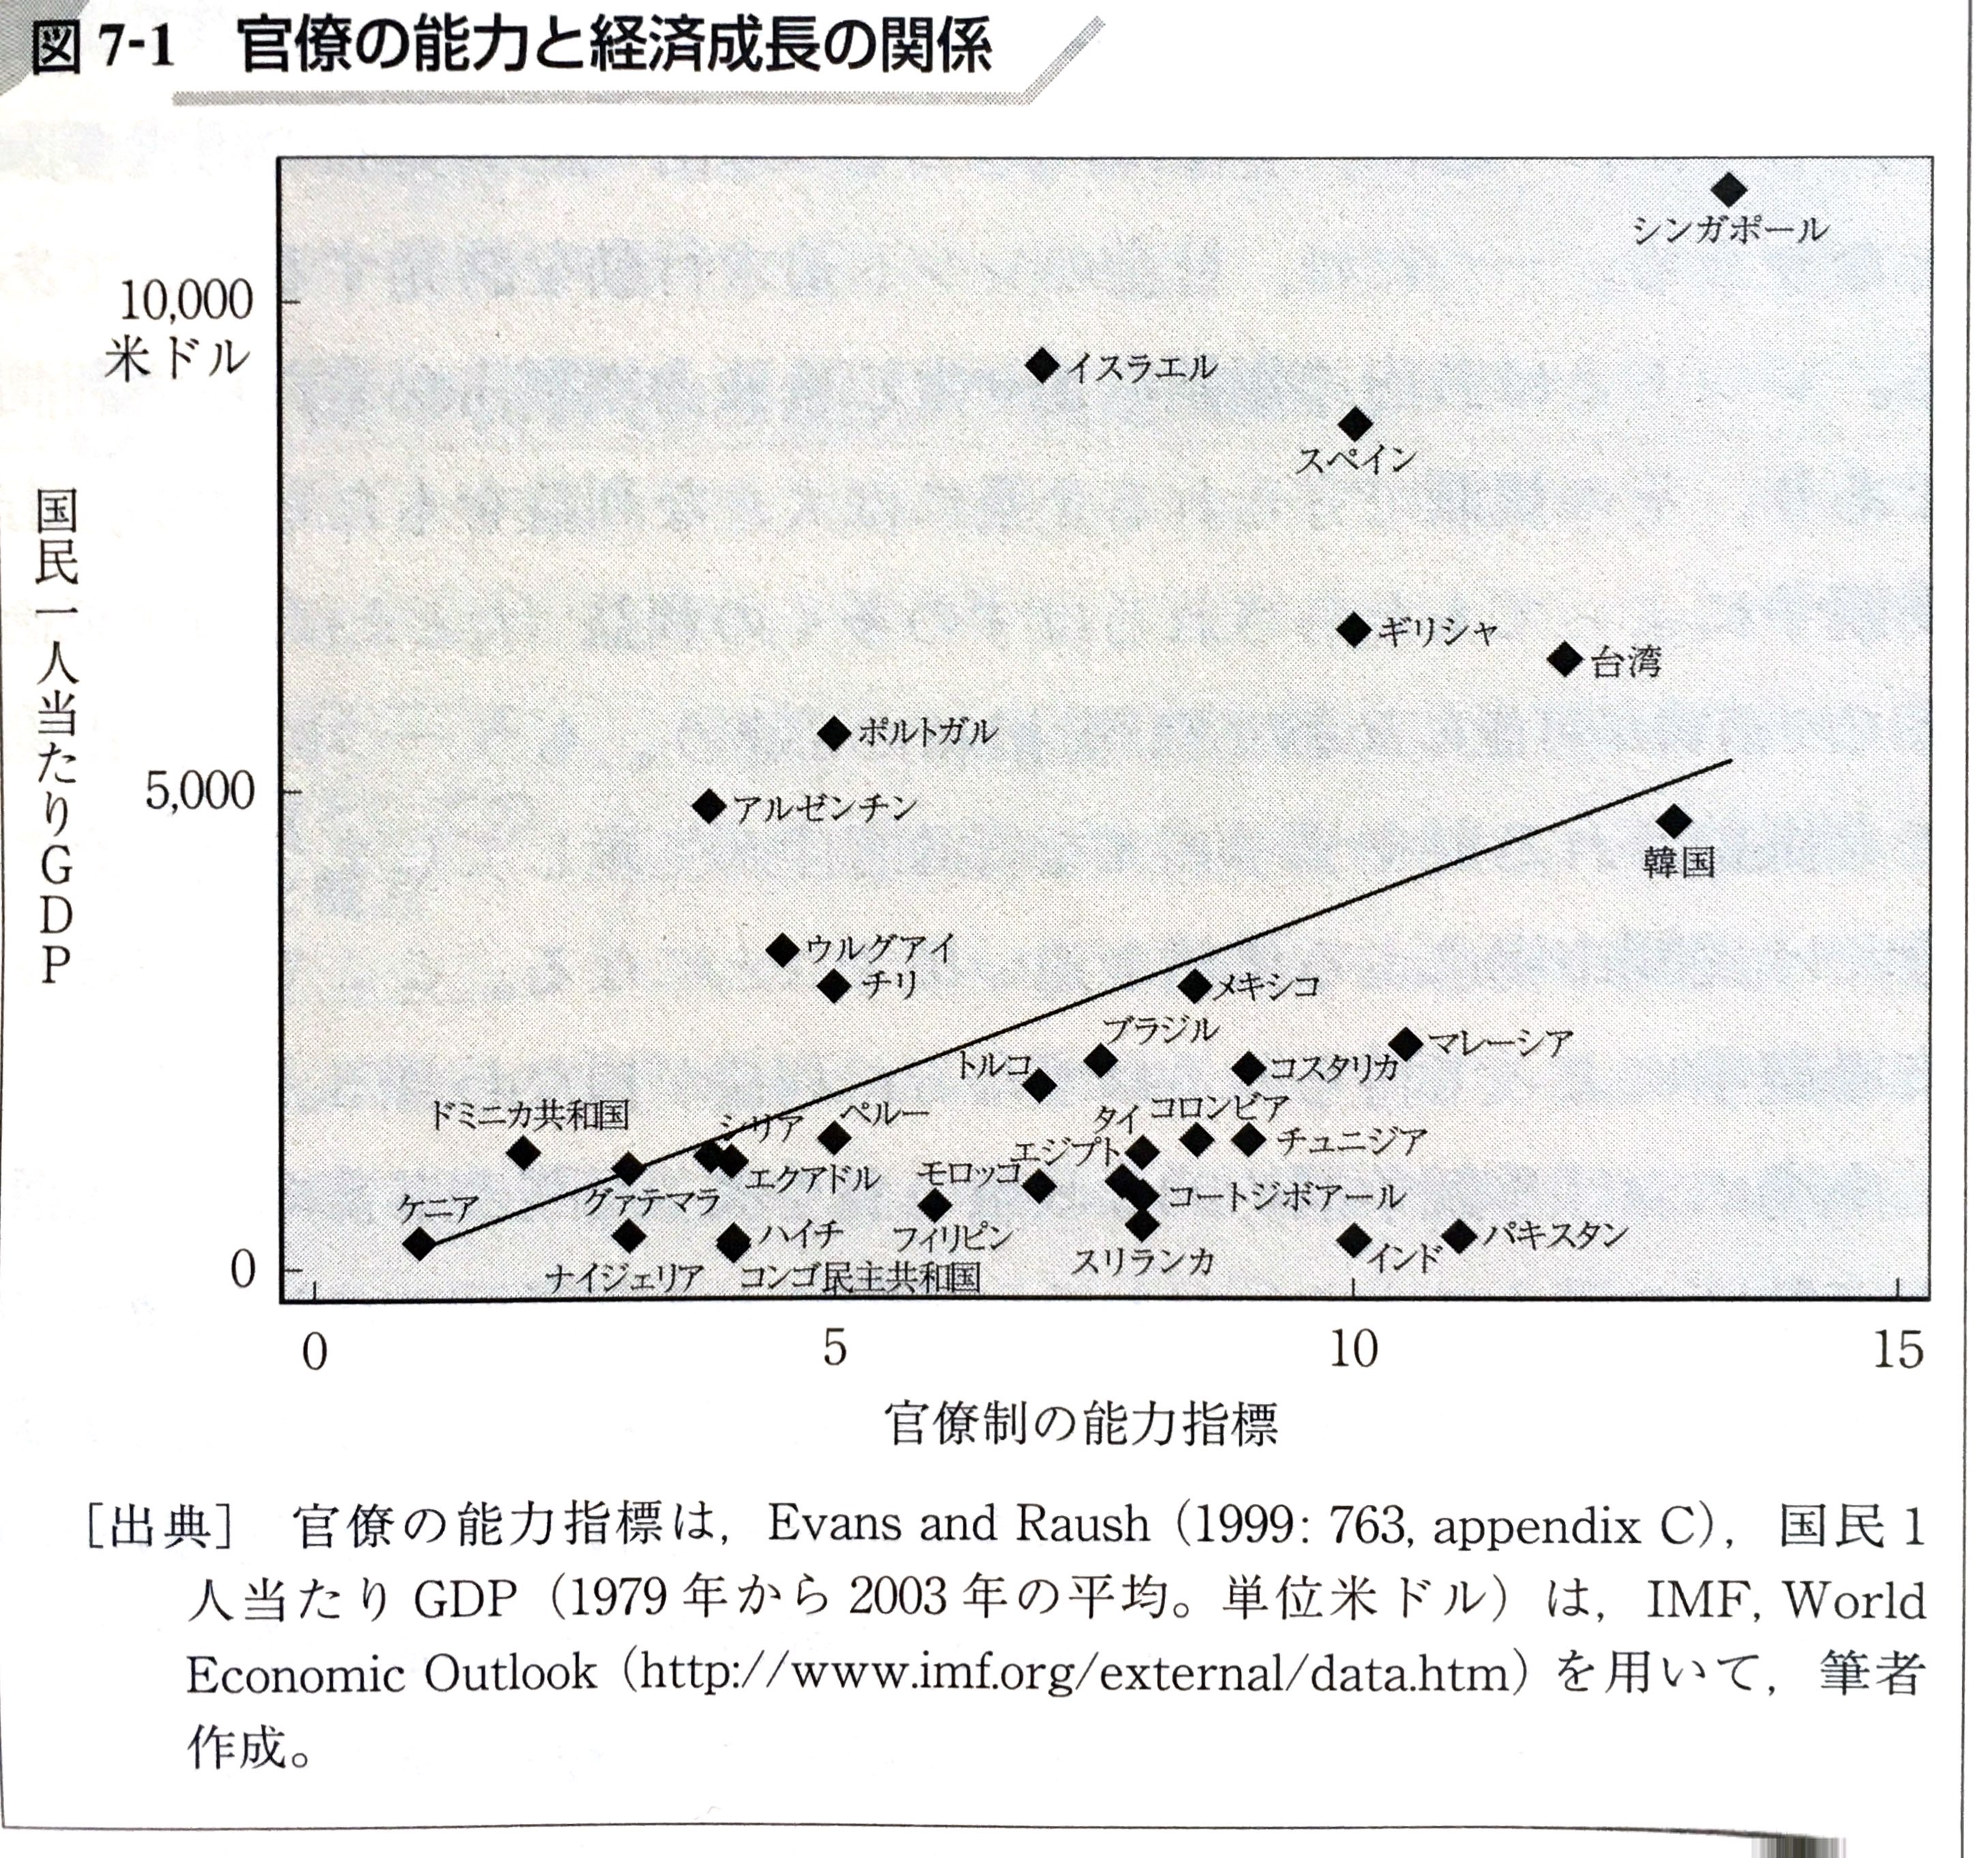 図7-1 官僚の能力と経済成長の関係
シンガポール
10,000
米ドル
イスラエル
スペイン
国民一人当たりGDP
ギリシャ
台湾
ポルトガル
5,000
アルゼンチン
韓国
ウルグアイ
チリ
メキシコ
ブラジル
マレーシア
トルコ
コスタリカ
ドミニカ共和国
シリア
ペルー
タイ
コロンビア
チュニジア
エジプト
エクアドル
モロッコ
グァテマラ
コートジボアール
ケニア
ハイチ
フィリピン
インド
パキスタン
スリランカ
0
ナイジェリア
コンゴ民主共和国
0 5 10 15
官僚制の能力指標
[出典] 官僚の能力指標は,Evans and Raush(1999: 763, appendix C),国民1
人当たりGDP(1979年から2003年の平均。単位米ドル)は,IMF, World
Economic Outlook(http://www.imf.org/external/data.htm)を用いて,筆者
作成。